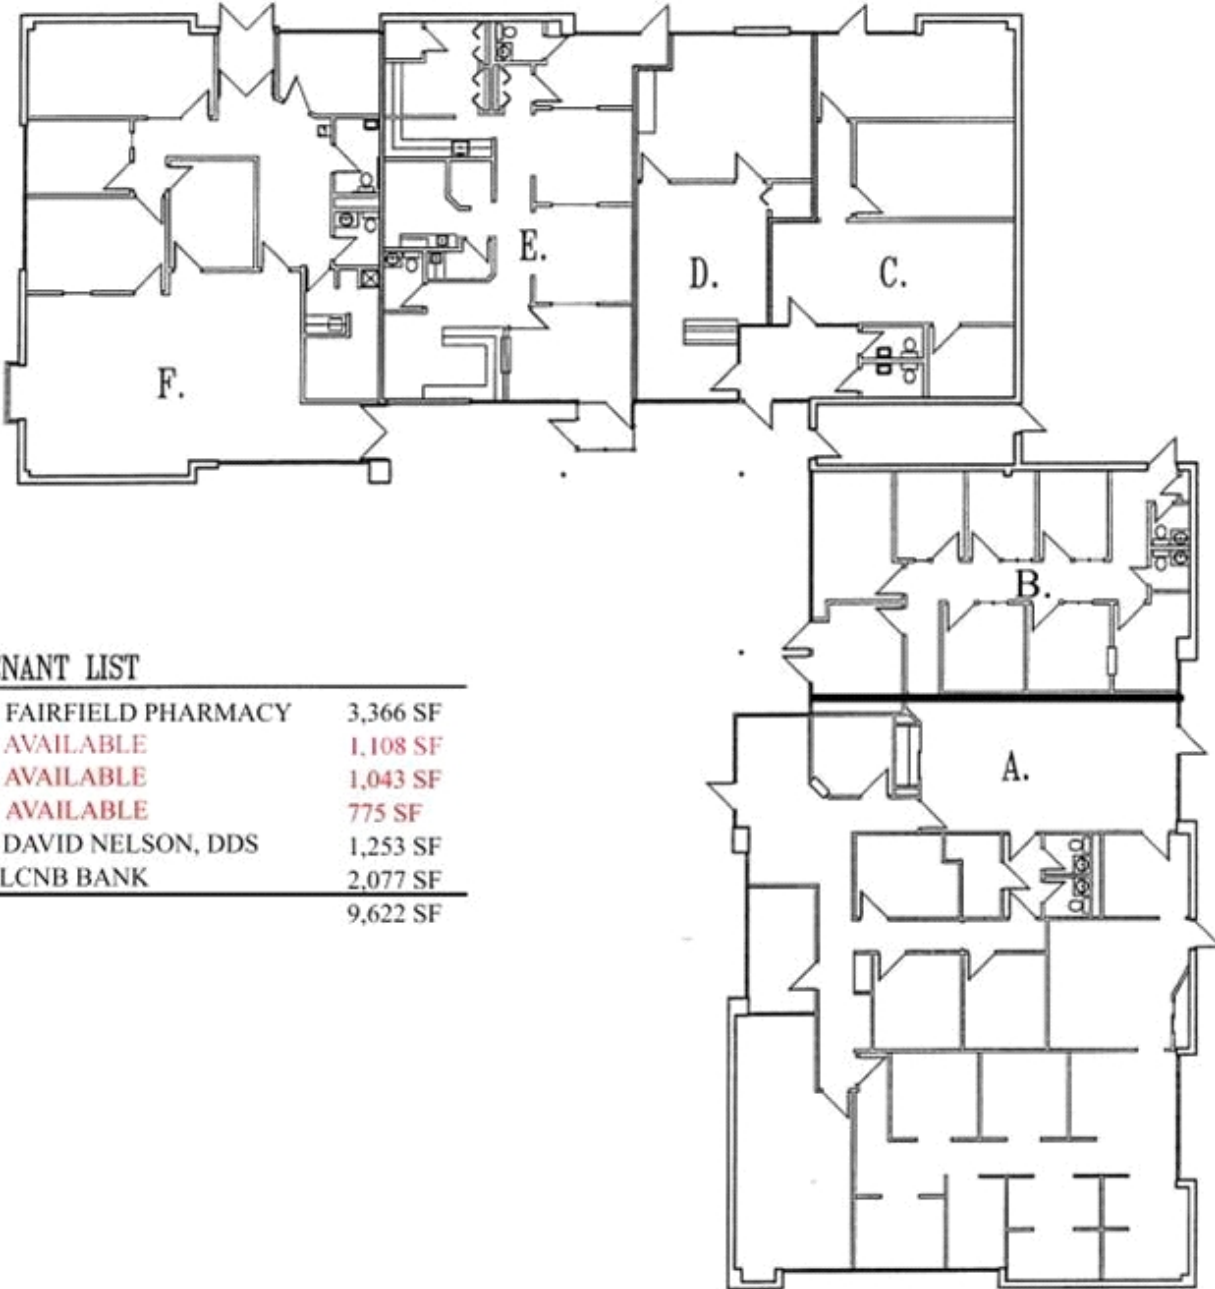 E.
D.
C.
F.
B.
NANT LIST
FAIRFIELD PHARMACY 3,366 SF
AVAILABLE 1,108 SF
AVAILABLE 1,043 SF
AVAILABLE 775 SF
DAVID NELSON, DDS 1,253 SF
LCNB BANK 2,077 SF
9,622 SF
A.